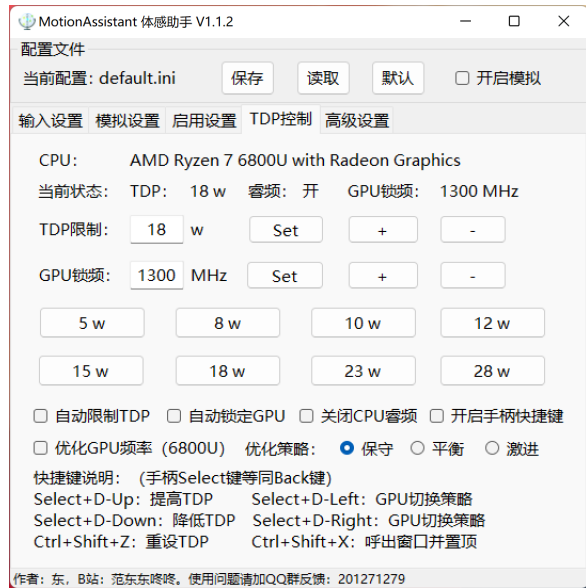 MotionAssistant 体感助手 V1.1.2
配置文件
当前配置: default.ini 保存 读取 默认 开启模拟
输入设置 模拟设置 启用设置 TDP控制 高级设置
CPU: AMD Ryzen 7 6800U with Radeon Graphics
当前状态: TDP: 18 w 睿频: 开 GPU锁频: 1300 MHz
TDP限制: 18 w Set + -
GPU锁频: 1300 MHz Set + -
5 w 8 w 10 w 12 w
15 w 18 w 23 w 28 w
自动限制TDP 自动锁定GPU 关闭CPU睿频 开启手柄快捷键
优化GPU频率 (6800U) 优化策略: 保守 平衡 激进
快捷键说明: (手柄Select键等同Back键)
Select+D-Up: 提高TDP Select+D-Left: GPU切换策略
Select+D-Down: 降低TDP Select+D-Right: GPU切换策略
Ctrl+Shift+Z: 重设TDP Ctrl+Shift+X: 呼出窗口并置顶
作者: 东, B站: 范东东咚咚。使用问题请加QQ群反馈: 201271279